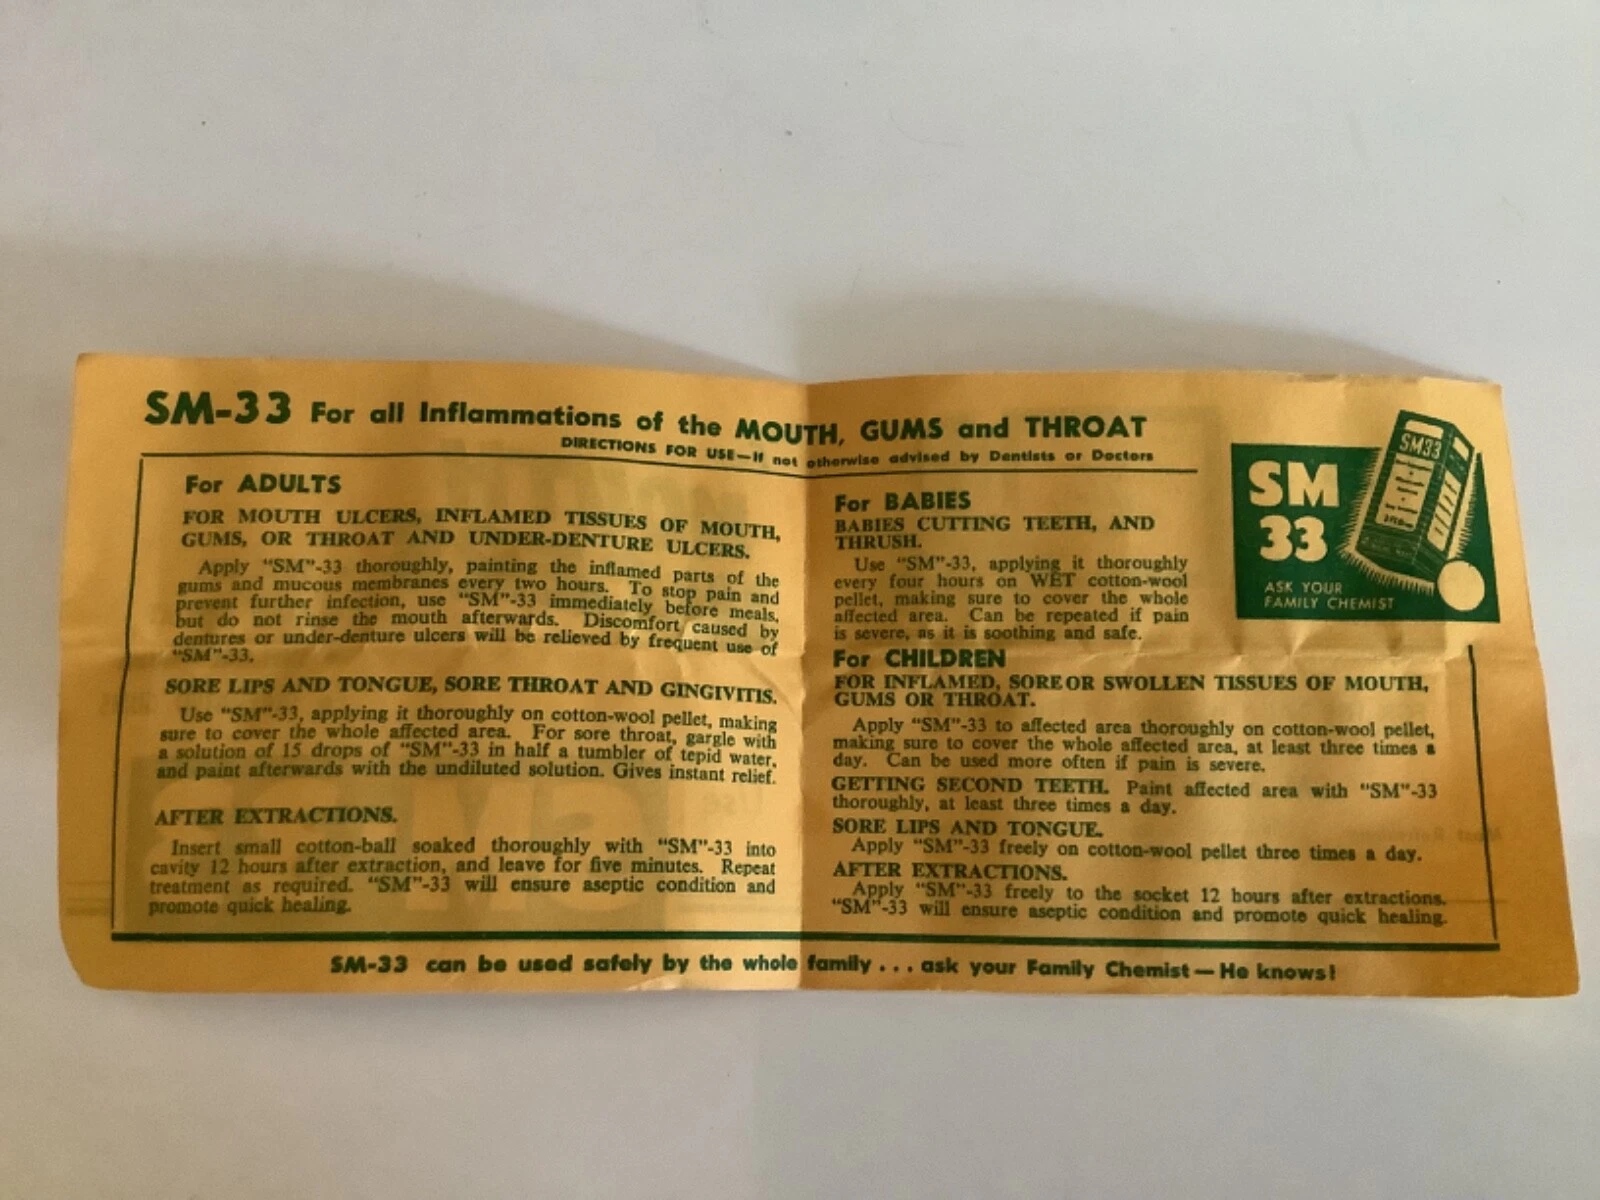 SM-33 For all Inflammations of the MOUTH, GUMS and THROAT
DIRECTIONS FOR USE—If not otherwise advised by Dentists or Doctors
For ADULTS
FOR MOUTH ULCERS, INFLAMED TISSUES OF MOUTH,
GUMS, OR THROAT AND UNDER-DENTURE ULCERS.
Apply "SM"-33 thoroughly, painting the inflamed parts of the
gums and mucous membranes every two hours. To stop pain and
prevent further infection, use "SM"-33 immediately before meals,
but do not rinse the mouth afterwards. Discomfort caused by
dentures or under-denture ulcers will be relieved by frequent use of
"SM"-33.
SORE LIPS AND TONGUE, SORE THROAT AND GINGIVITIS.
Use "SM"-33, applying it thoroughly on cotton-wool pellet, making
sure to cover the whole affected area. For sore throat, gargle with
a solution of 15 drops of "SM"-33 in half a tumbler of tepid water,
and paint afterwards with the undiluted solution. Gives instant relief.
AFTER EXTRACTIONS.
Insert small cotton-ball soaked thoroughly with "SM"-33 into
cavity 12 hours after extraction, and leave for five minutes. Repeat
treatment as required. "SM"-33 will ensure aseptic condition and
promote quick healing.
For BABIES
BABIES CUTTING TEETH, AND
THRUSH.
Use "SM"-33, applying it thoroughly
every four hours on WET cotton-wool
pellet, making sure to cover the whole
affected area. Can be repeated if pain
is severe, as it is soothing and safe.
SM
33
ASK YOUR
FAMILY CHEMIST
SM33
For CHILDREN
FOR INFLAMED, SORE OR SWOLLEN TISSUES OF MOUTH,
GUMS OR THROAT.
Apply "SM"-33 to affected area thoroughly on cotton-wool pellet,
making sure to cover the whole affected area, at least three times a
day. Can be used more often if pain is severe.
GETTING SECOND TEETH. Paint affected area with "SM"-33
thoroughly, at least three times a day.
SORE LIPS AND TONGUE.
Apply "SM"-33 freely on cotton-wool pellet three times a day.
AFTER EXTRACTIONS.
Apply "SM"-33 freely to the socket 12 hours after extractions.
"SM"-33 will ensure aseptic condition and promote quick healing.
SM-33 can be used safely by the whole family . . . ask your Family Chemist — He knows!